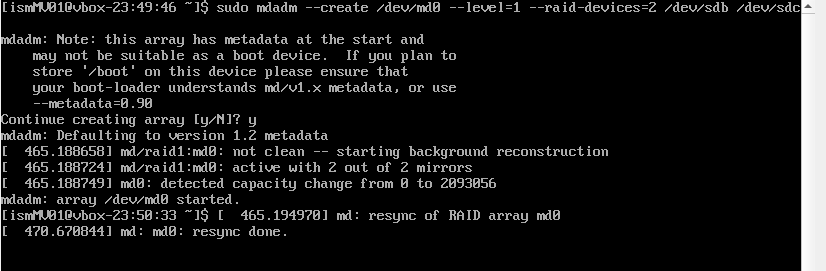 [ismMV01@vbox-23:49:46 ~]$ sudo mdadm --create /dev/md0 --level=1 --raid-devices=2 /dev/sdb /dev/sdc
mdadm: Note: this array has metadata at the start and
    may not be suitable as a boot device.  If you plan to
    store '/boot' on this device please ensure that
    your boot-loader understands md/v1.x metadata, or use
    --metadata=0.90
Continue creating array [y/N]? y
mdadm: Defaulting to version 1.2 metadata
[  465.188658] md/raid1:md0: not clean -- starting background reconstruction
[  465.188724] md/raid1:md0: active with 2 out of 2 mirrors
[  465.188749] md0: detected capacity change from 0 to 2093056
mdadm: array /dev/md0 started.
[ismMV01@vbox-23:50:33 ~]$ [  465.194970] md: resync of RAID array md0
[  470.670844] md: md0: resync done.